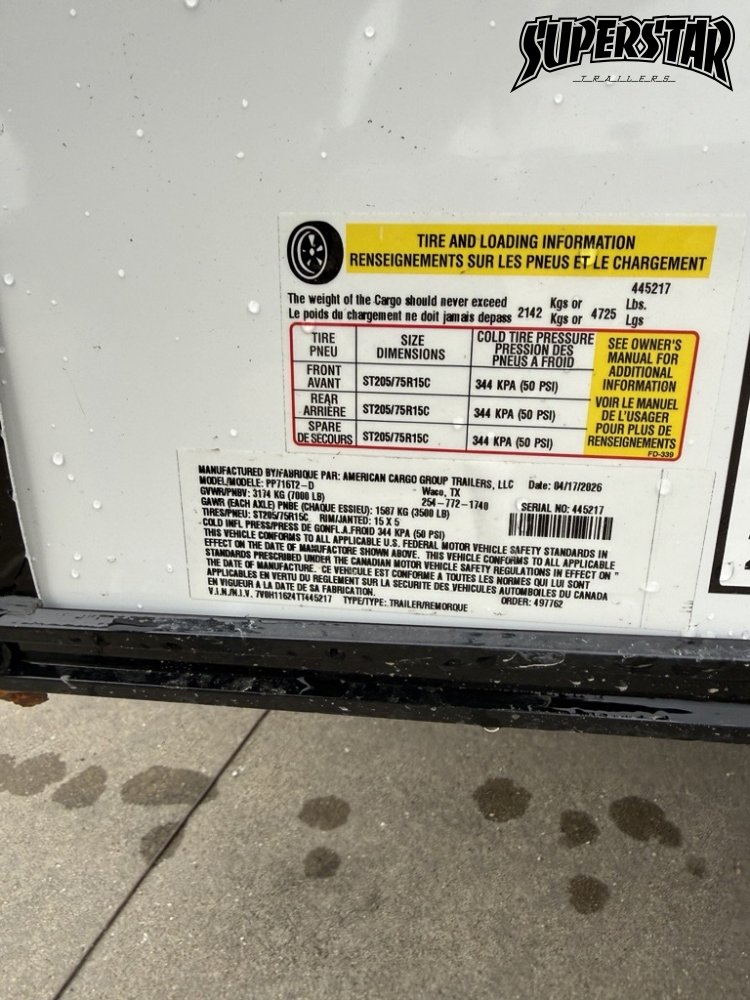 SUPERSTAR
TRAILERS
TIRE AND LOADING INFORMATION
RENSEIGNEMENTS SUR LES PNEUS ET LE CHARGEMENT
445217
The weight of the Cargo should never exceed Kgs or Lbs.
Le poids du chargement ne doit jamais depass 2142 Kgs or 4725 Lgs
TIRE PNEU SIZE DIMENSIONS COLD TIRE PRESSURE PRESSION DES PNEUS A FROID
FRONT AVANT ST205/75R15C 344 KPA (50 PSI)
REAR ARRIÈRE ST205/75R15C 344 KPA (50 PSI)
SPARE DE SECOURS ST205/75R15C 344 KPA (50 PSI)
SEE OWNER'S
MANUAL FOR
ADDITIONAL
INFORMATION
VOIR LE MANUEL
DE L'USAGER
POUR PLUS DE
RENSEIGNEMENTS
FD-339
MANUFACTURED BY/FABRIQUE PAR: AMERICAN CARGO GROUP TRAILERS, LLC Date: 04/17/2026
MODEL/MODELE: PP716T2-D Waco, TX
GVWR/PNBV: 3174 KG (7000 LB) 254-772-1740 SERIAL NO: 445217
GAWR (EACH AXLE) PNBE (CHAQUE ESSIEU): 1587 KG (3500 LB)
TIRES/PNEU: ST205/75R15C RIM/JANTED: 15 X 5
COLD INFL PRESS/PRESS DE GONFL.A.FROID 344 KPA (50 PSI)
THIS VEHICLE CONFORMS TO ALL APPLICABLE U.S. FEDERAL MOTOR VEHICLE SAFETY STANDARDS IN
EFFECT ON THE DATE OF MANUFACTORE SHOWN ABOVE. THIS VEHICLE CONFORMS TO ALL APPLICABLE
STANDARDS PRESCRIBED UNDER THE CANADIAN MOTOR VEHICLE SAFETY REGULATIONS IN EFFECT ON "
THE DATE OF MANUFACTURE. CE VEHICULE EST CONFORME A TOUTES LES NORMES QUI LUI SONT
APPLICABLES EN VERTU DU REGLEMENT SUR LA SECURITE DES VEHICULES AUTOMBOILES DU CANADA
EN VIGUEUR A LA DATE DE SA FABRICATION.
V.I.N./N.I.V. 7V0H11624TT445217 TYPE/TYPE: TRAILER/REMORQUE ORDER: 497762